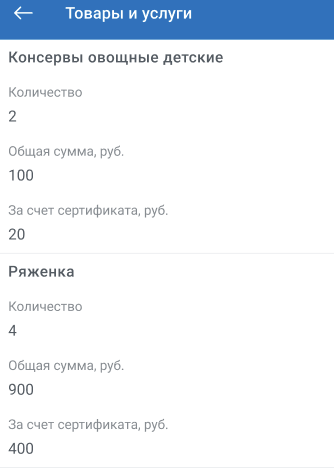 Товары и услуги
Консервы овощные детские
Количество
2
Общая сумма, руб.
100
За счет сертификата, руб.
20
Ряженка
Количество
4
Общая сумма, руб.
900
За счет сертификата, руб.
400